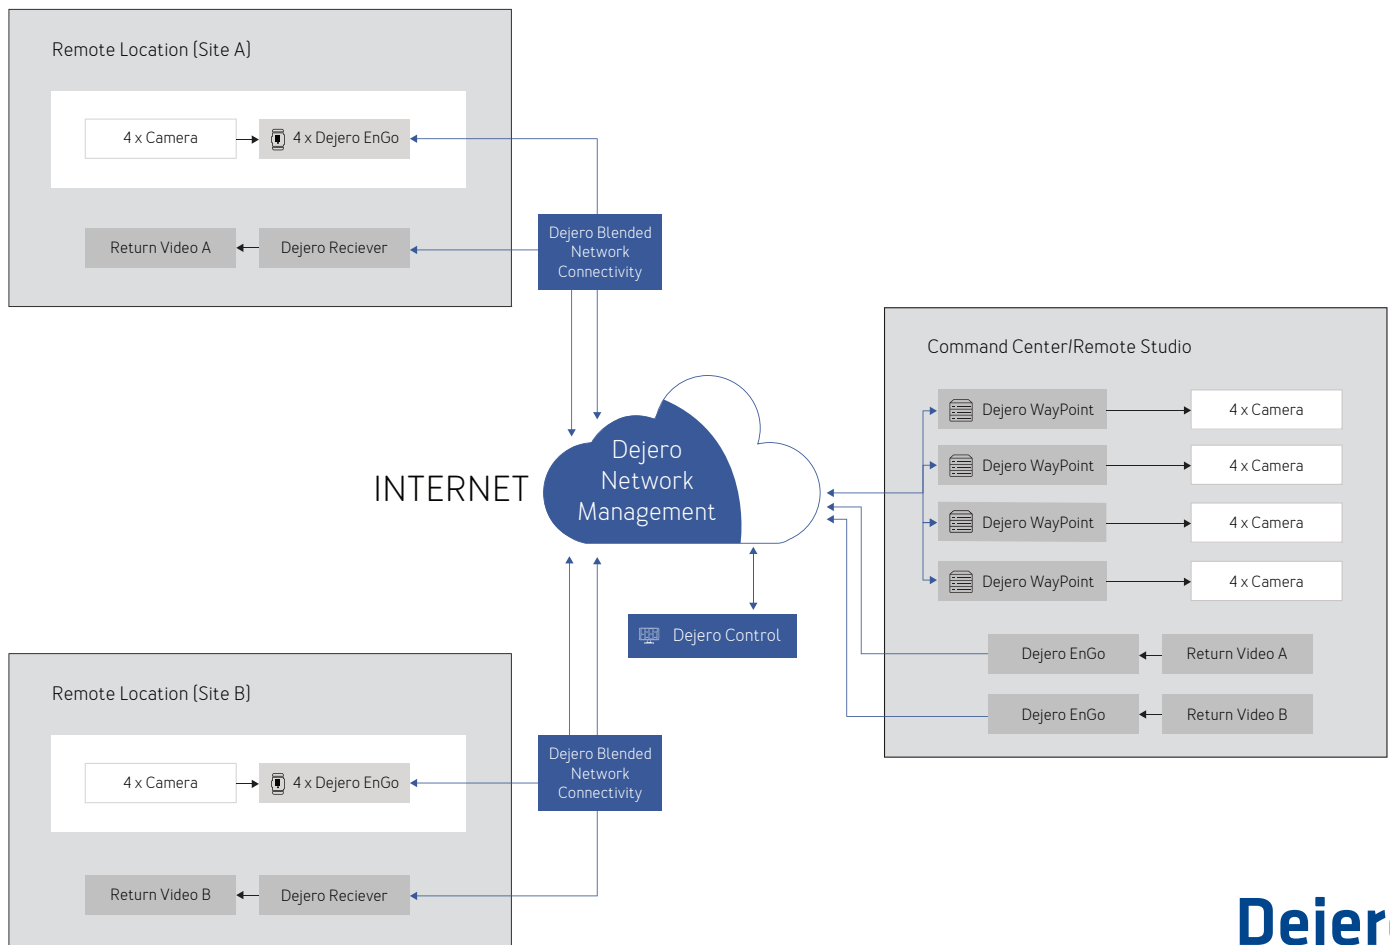 Remote Location (Site A)
4 x Camera
4 x Dejero EnGo
Return Video A
Dejero Reciever
Dejero Blended
Network
Connectivity
Command Center/Remote Studio
Dejero WayPoint
4 x Camera
Dejero WayPoint
4 x Camera
Dejero WayPoint
4 x Camera
Dejero WayPoint
4 x Camera
Dejero EnGo
Return Video A
Dejero EnGo
Return Video B
INTERNET
Dejero
Network
Management
Dejero Control
Remote Location (Site B)
4 x Camera
4 x Dejero EnGo
Return Video B
Dejero Reciever
Dejero Blended
Network
Connectivity